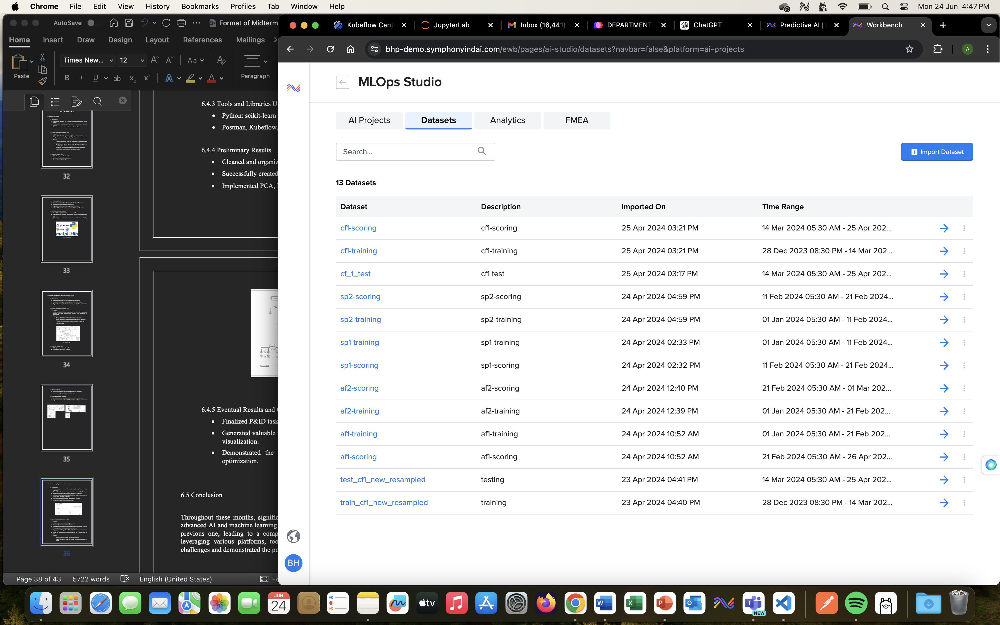 Chrome File Edit View History Bookmarks Profiles Tab Window Help
Mon 24 Jun 4:47 PM
AutoSave
Format of Midterm
Home Insert Draw Design Layout References Mailings
Paste
Times New... 12
Aa
B I U ab x2 x2 A A
Paragraph
METHODOLOGY
32
pandas
matplotlib
33
34
35
36
6.4.3 Tools and Libraries U
• Python: scikit-learn
• Postman, Kubeflow,
6.4.4 Preliminary Results
• Cleaned and organiz
• Successfully created
• Implemented PCA,
6.4.5 Eventual Results and
• Finalized P&ID task
• Generated valuable
visualization.
• Demonstrated the
optimization.
6.5 Conclusion
Throughout these months, signific
advanced AI and machine learning
previous one, leading to a comp
leveraging various platforms, too
challenges and demonstrated the po
Page 38 of 43 5722 words English (United States) Fo
Kubeflow Cent
JupyterLab
Inbox (16,441)
DEPARTMENT
ChatGPT
Predictive AI | S
Workbench
bhp-demo.symphonyindai.com/ewb/pages/ai-studio/datasets?navbar=false&platform=ai-projects
A
MLOps Studio
AI Projects Datasets Analytics FMEA
Search...
Import Dataset
13 Datasets
Dataset Description Imported On Time Range
cf1-scoring cf1-scoring 25 Apr 2024 03:21 PM 14 Mar 2024 05:30 AM - 25 Apr 202...
cf1-training cf1-training 25 Apr 2024 03:21 PM 28 Dec 2023 08:30 PM - 14 Mar 202...
cf_1_test cf1 test 25 Apr 2024 03:17 PM 14 Mar 2024 05:30 AM - 25 Apr 202...
sp2-scoring sp2-scoring 24 Apr 2024 04:59 PM 11 Feb 2024 05:30 AM - 21 Feb 2024...
sp2-training sp2-training 24 Apr 2024 04:59 PM 01 Jan 2024 05:30 AM - 11 Feb 2024...
sp1-training sp1-training 24 Apr 2024 02:33 PM 01 Jan 2024 05:30 AM - 11 Feb 2024...
sp1-scoring sp1-scoring 24 Apr 2024 02:32 PM 11 Feb 2024 05:30 AM - 21 Feb 2024...
af2-scoring af2-scoring 24 Apr 2024 12:40 PM 21 Feb 2024 05:30 AM - 01 Mar 202...
af2-training af2-training 24 Apr 2024 12:39 PM 01 Jan 2024 05:30 AM - 21 Feb 202...
af1-training af1-training 24 Apr 2024 10:52 AM 01 Jan 2024 05:30 AM - 21 Feb 202...
af1-scoring af1-scoring 24 Apr 2024 10:52 AM 21 Feb 2024 05:30 AM - 26 Apr 202...
test_cf1_new_resampled testing 23 Apr 2024 04:41 PM 14 Mar 2024 05:30 AM - 25 Apr 202...
train_cf1_new_resampled training 23 Apr 2024 04:40 PM 28 Dec 2023 08:30 PM - 14 Mar 202...
BH
JUN
24
tv
W
X
P
O
T
NEW